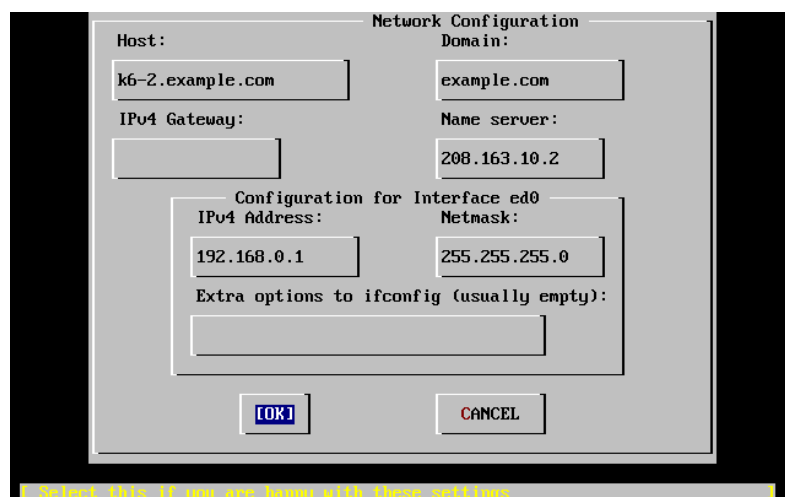 Network Configuration
Host: Domain:
k6-2.example.com example.com
IPv4 Gateway: Name server:
208.163.10.2
Configuration for Interface ed0
IPv4 Address: Netmask:
192.168.0.1 255.255.255.0
Extra options to ifconfig (usually empty):
[OK] CANCEL
[ Select this if you are happy with these settings ]